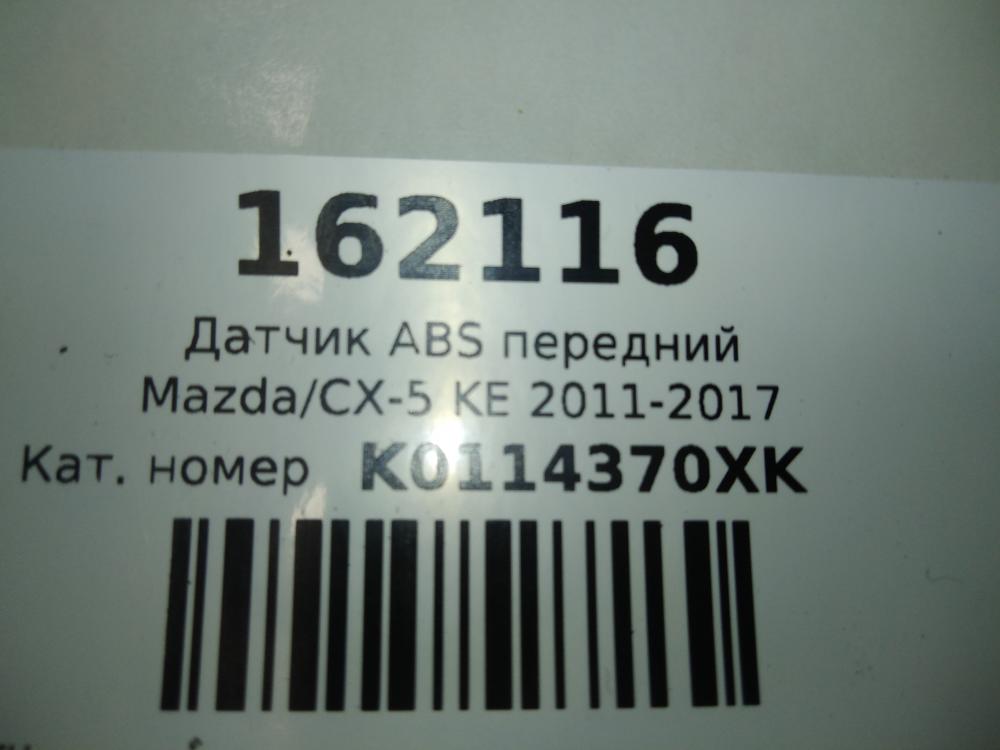 162116
Датчик ABS передний
Mazda/CX-5 KE 2011-2017
Кат. номер K0114370XK